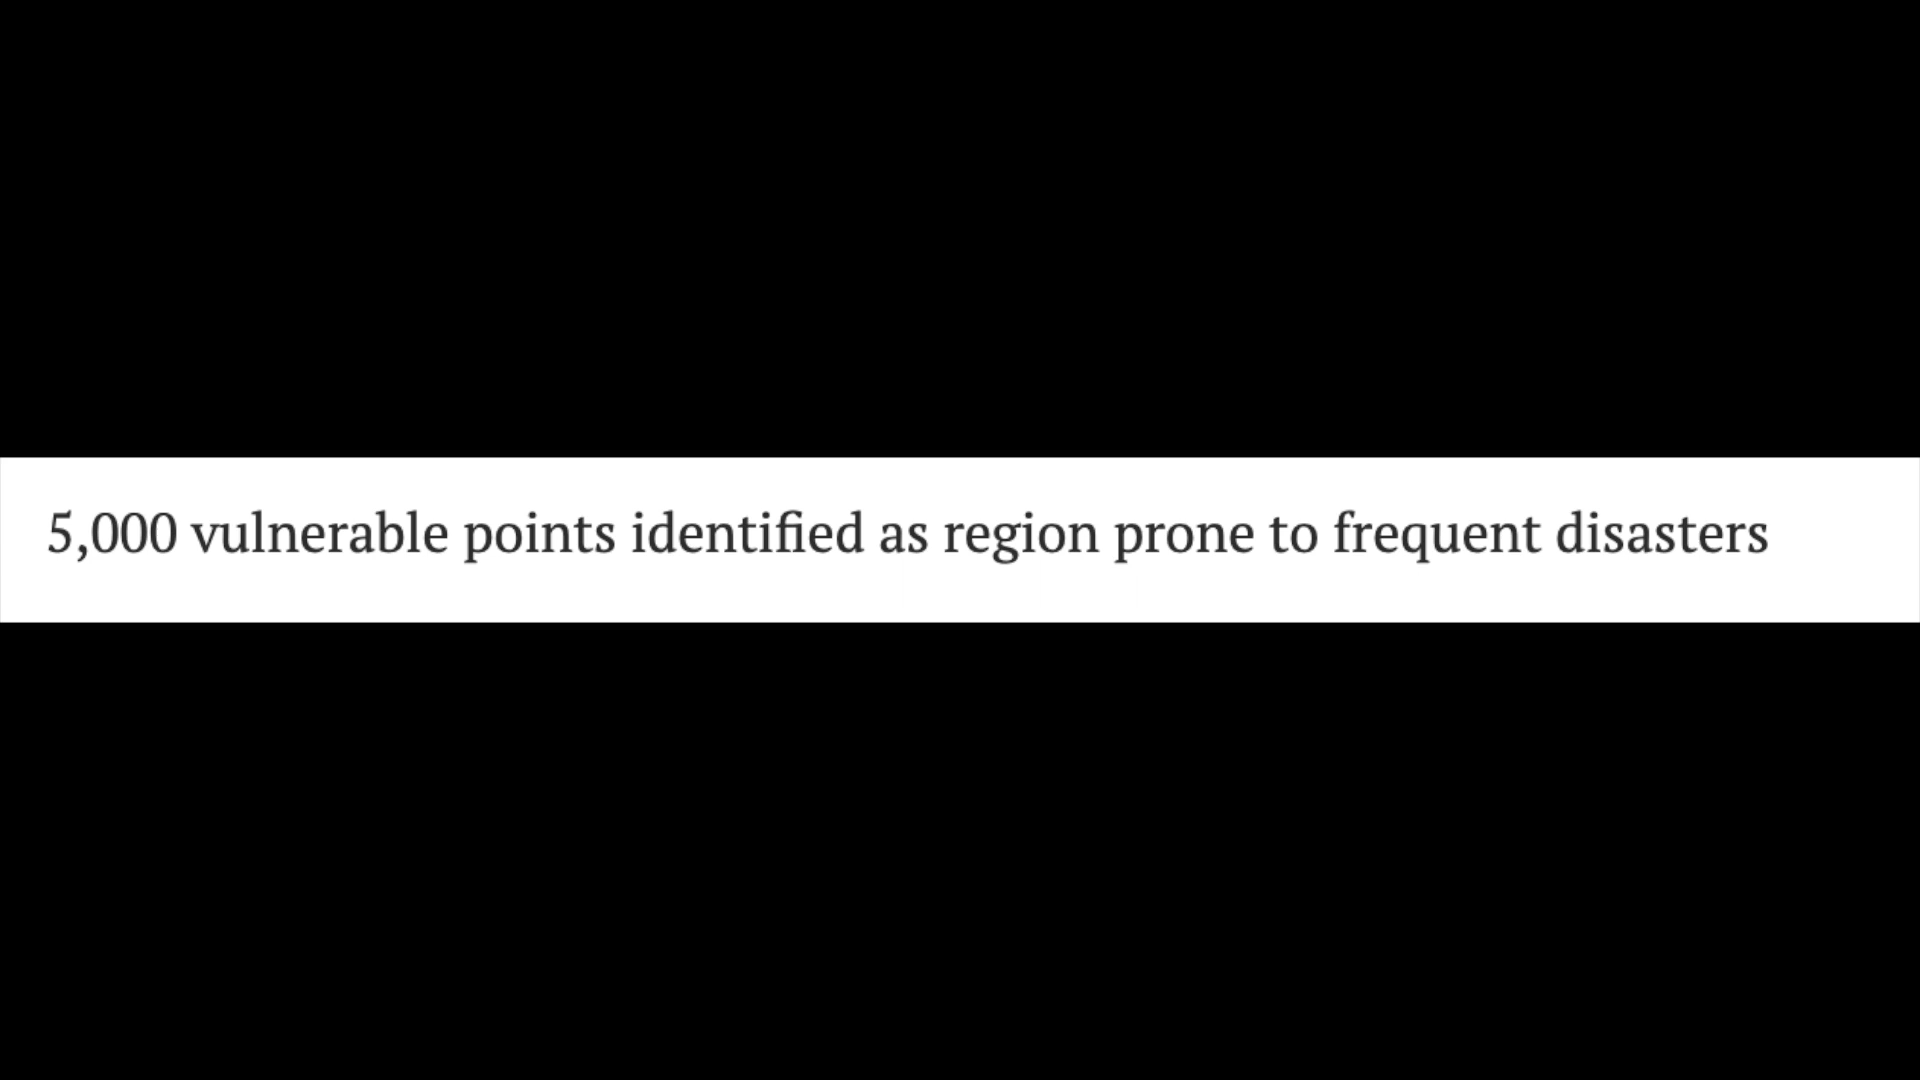 5,000 vulnerable points identified as region prone to frequent disasters